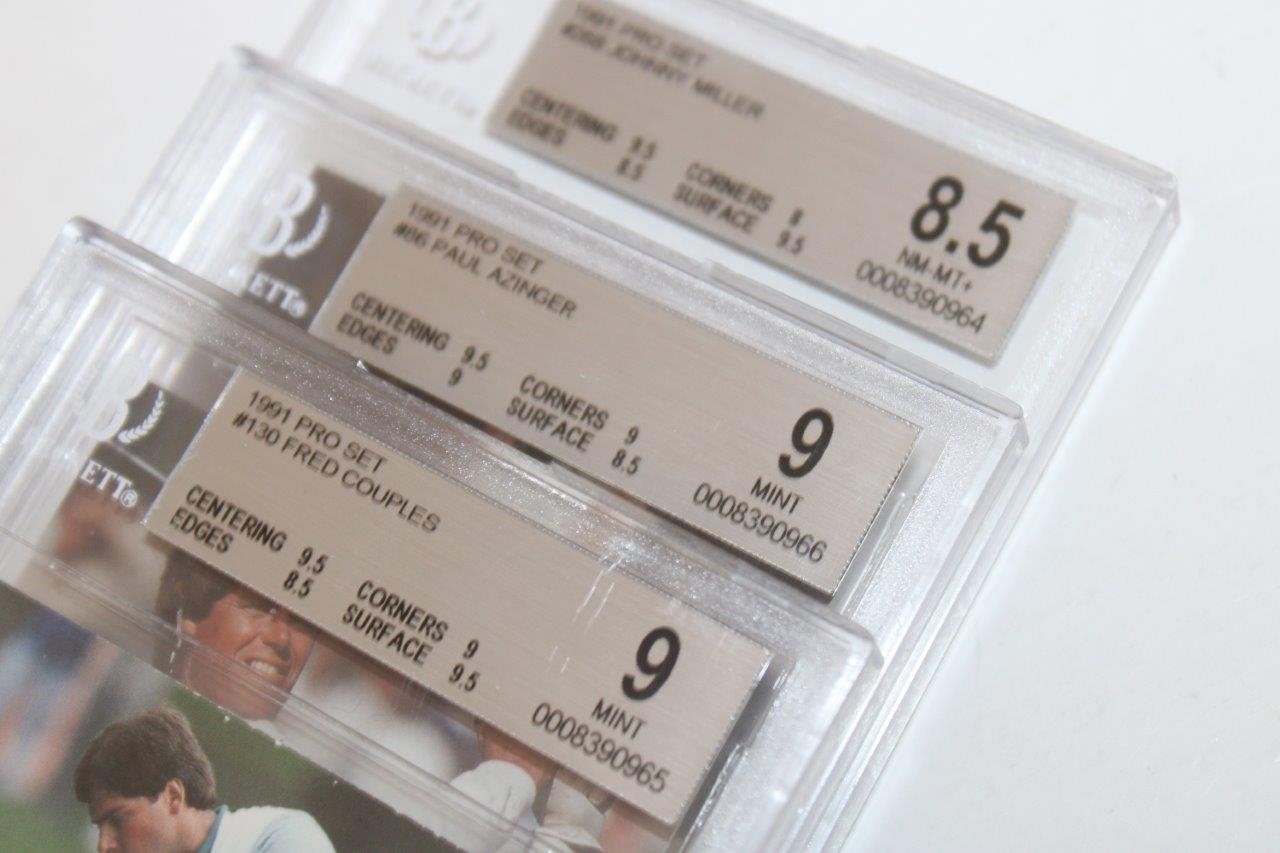 1991 PRO SET
JOHNNY MILLER
CENTERING 9.5 CORNERS 8
EDGES 8.5 SURFACE 9.5
8.5
NM-MT+
0008390964
B
ETT®
1991 PRO SET
#86 PAUL AZINGER
CENTERING 9.5 CORNERS 9
EDGES 9 SURFACE 8.5
9
MINT
0008390966
B
ETT®
1991 PRO SET
#130 FRED COUPLES
CENTERING 9.5 CORNERS 9
EDGES 8.5 SURFACE 9.5
9
MINT
0008390965